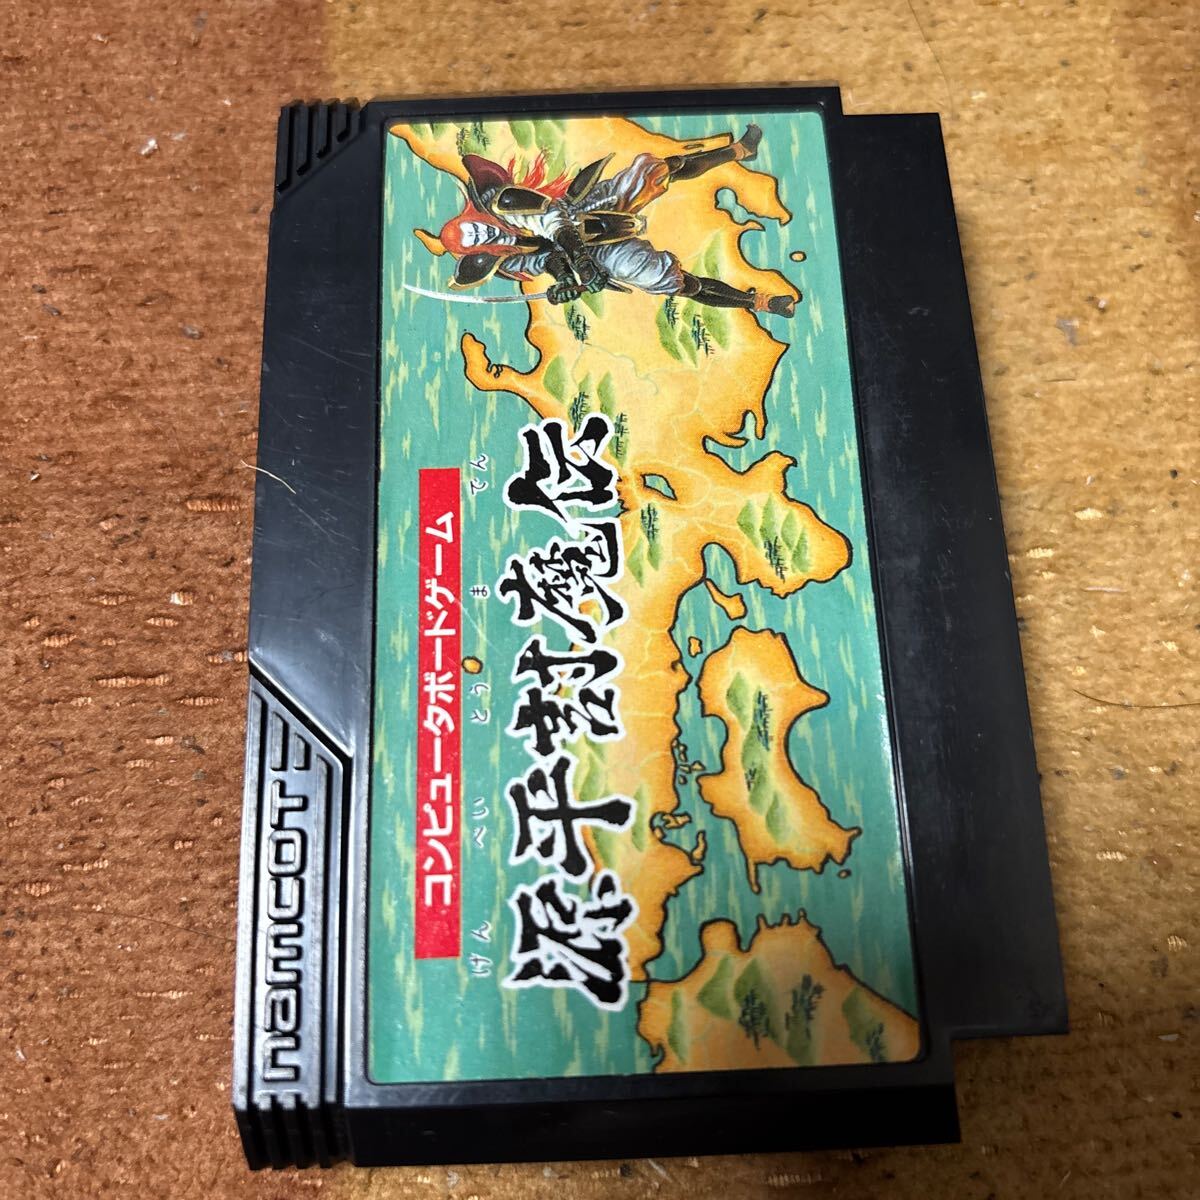 コンピュータボードゲーム
げん ぺい とう ま でん
源平討魔伝
namcot